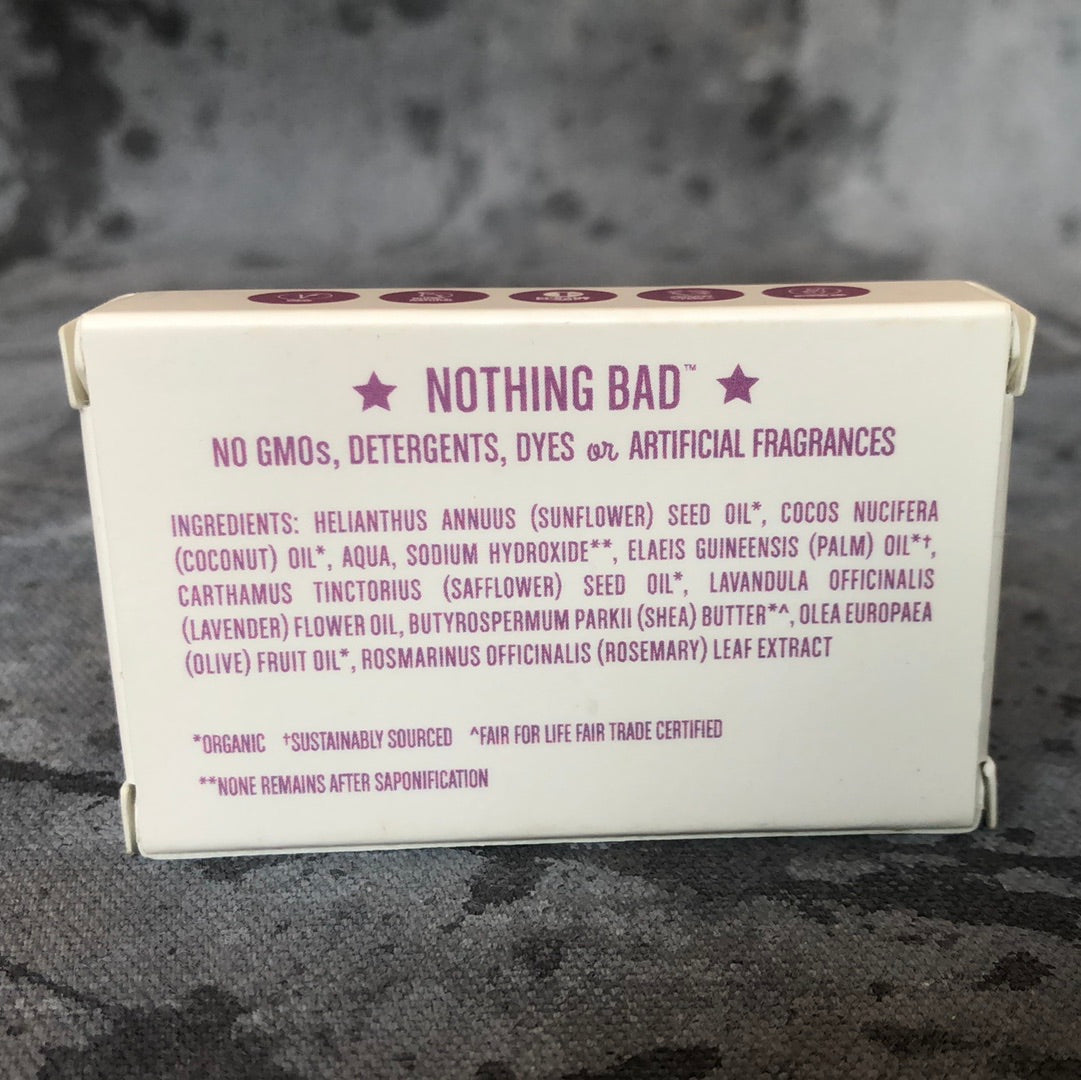 ★ NOTHING BAD™ ★
NO GMOs, DETERGENTS, DYES or ARTIFICIAL FRAGRANCES
INGREDIENTS: HELIANTHUS ANNUUS (SUNFLOWER) SEED OIL*, COCOS NUCIFERA
(COCONUT) OIL*, AQUA, SODIUM HYDROXIDE**, ELAEIS GUINEENSIS (PALM) OIL*†,
CARTHAMUS TINCTORIUS (SAFFLOWER) SEED OIL*, LAVANDULA OFFICINALIS
(LAVENDER) FLOWER OIL, BUTYROSPERMUM PARKII (SHEA) BUTTER*^, OLEA EUROPAEA
(OLIVE) FRUIT OIL*, ROSMARINUS OFFICINALIS (ROSEMARY) LEAF EXTRACT
*ORGANIC †SUSTAINABLY SOURCED ^FAIR FOR LIFE FAIR TRADE CERTIFIED
**NONE REMAINS AFTER SAPONIFICATION